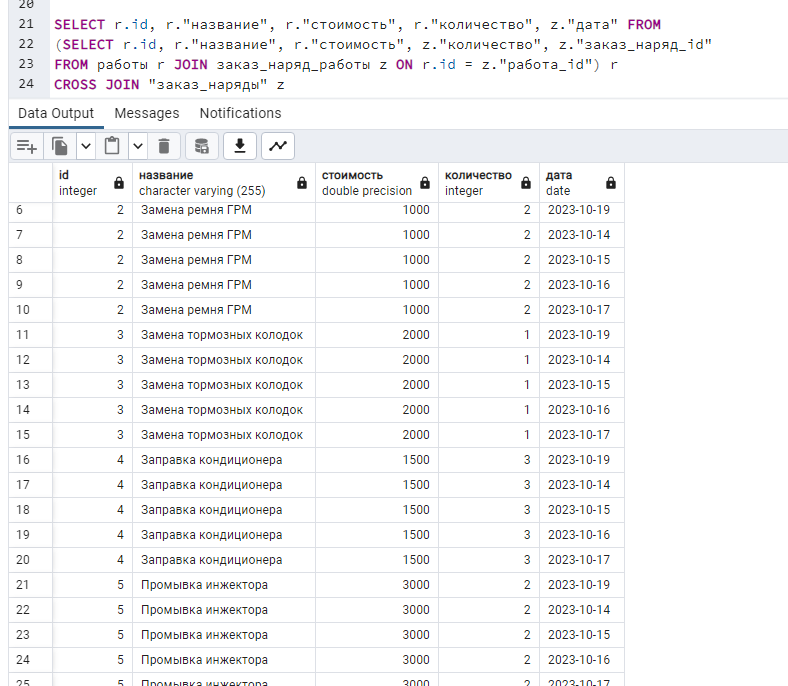 20
21 SELECT r.id, r."название", r."стоимость", r."количество", z."дата" FROM
22 (SELECT r.id, r."название", r."стоимость", z."количество", z."заказ_наряд_id"
23 FROM работы r JOIN заказ_наряд_работы z ON r.id = z."работа_id") r
24 CROSS JOIN "заказ_наряды" z
Data Output Messages Notifications
id название стоимость количество дата
integer character varying (255) double precision integer date
6 2 Замена ремня ГРМ 1000 2 2023-10-19
7 2 Замена ремня ГРМ 1000 2 2023-10-14
8 2 Замена ремня ГРМ 1000 2 2023-10-15
9 2 Замена ремня ГРМ 1000 2 2023-10-16
10 2 Замена ремня ГРМ 1000 2 2023-10-17
11 3 Замена тормозных колодок 2000 1 2023-10-19
12 3 Замена тормозных колодок 2000 1 2023-10-14
13 3 Замена тормозных колодок 2000 1 2023-10-15
14 3 Замена тормозных колодок 2000 1 2023-10-16
15 3 Замена тормозных колодок 2000 1 2023-10-17
16 4 Заправка кондиционера 1500 3 2023-10-19
17 4 Заправка кондиционера 1500 3 2023-10-14
18 4 Заправка кондиционера 1500 3 2023-10-15
19 4 Заправка кондиционера 1500 3 2023-10-16
20 4 Заправка кондиционера 1500 3 2023-10-17
21 5 Промывка инжектора 3000 2 2023-10-19
22 5 Промывка инжектора 3000 2 2023-10-14
23 5 Промывка инжектора 3000 2 2023-10-15
24 5 Промывка инжектора 3000 2 2023-10-16
25 5 Промывка инжектора 3000 2 2023-10-17